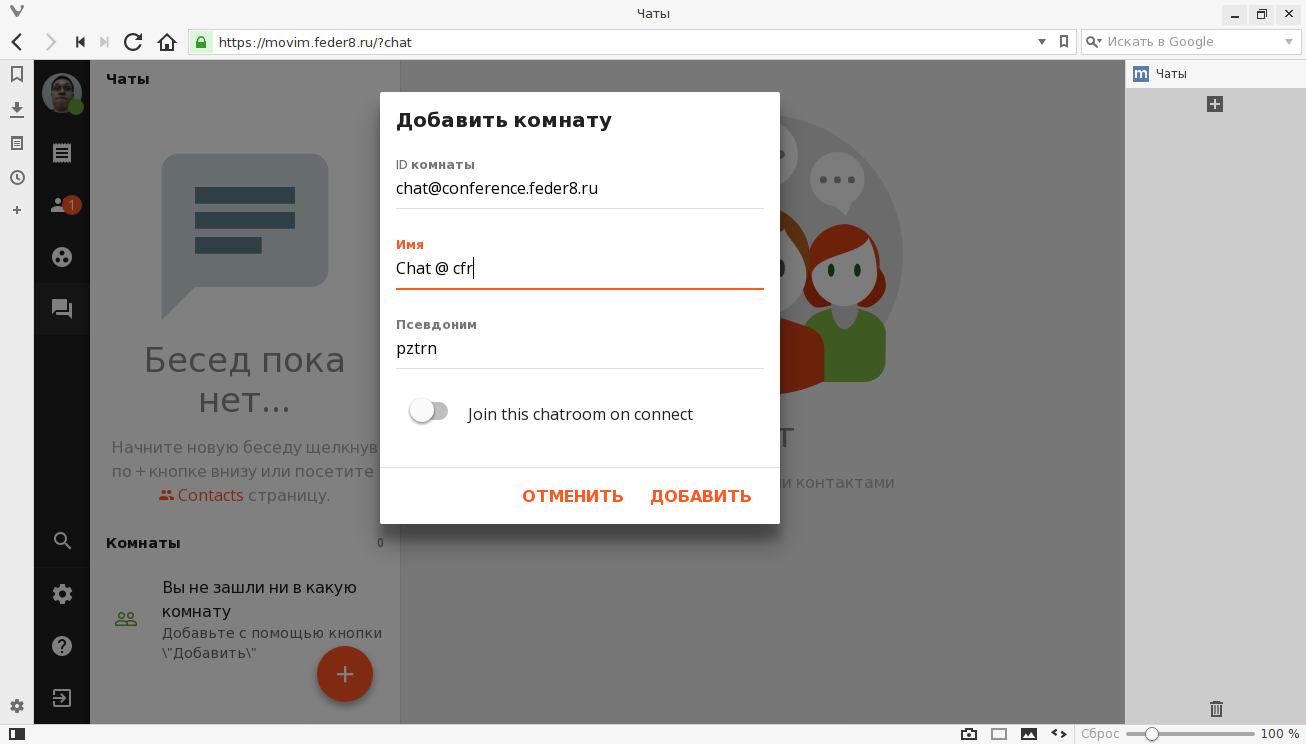 Чаты
https://movim.feder8.ru/?chat
Искать в Google
m Чаты
Чаты
1
Бесед пока
нет...
Начните новую беседу щелкнув
по + кнопке внизу или посетите
Contacts страницу.
Комнаты 0
Вы не зашли ни в какую
комнату
Добавьте с помощью кнопки
\"Добавить\"
+
Добавить комнату
ID комнаты
chat@conference.feder8.ru
Имя
Chat @ cfr
Псевдоним
pztrn
Join this chatroom on connect
ОТМЕНИТЬ ДОБАВИТЬ
т
и контактами
Сброс 100 %